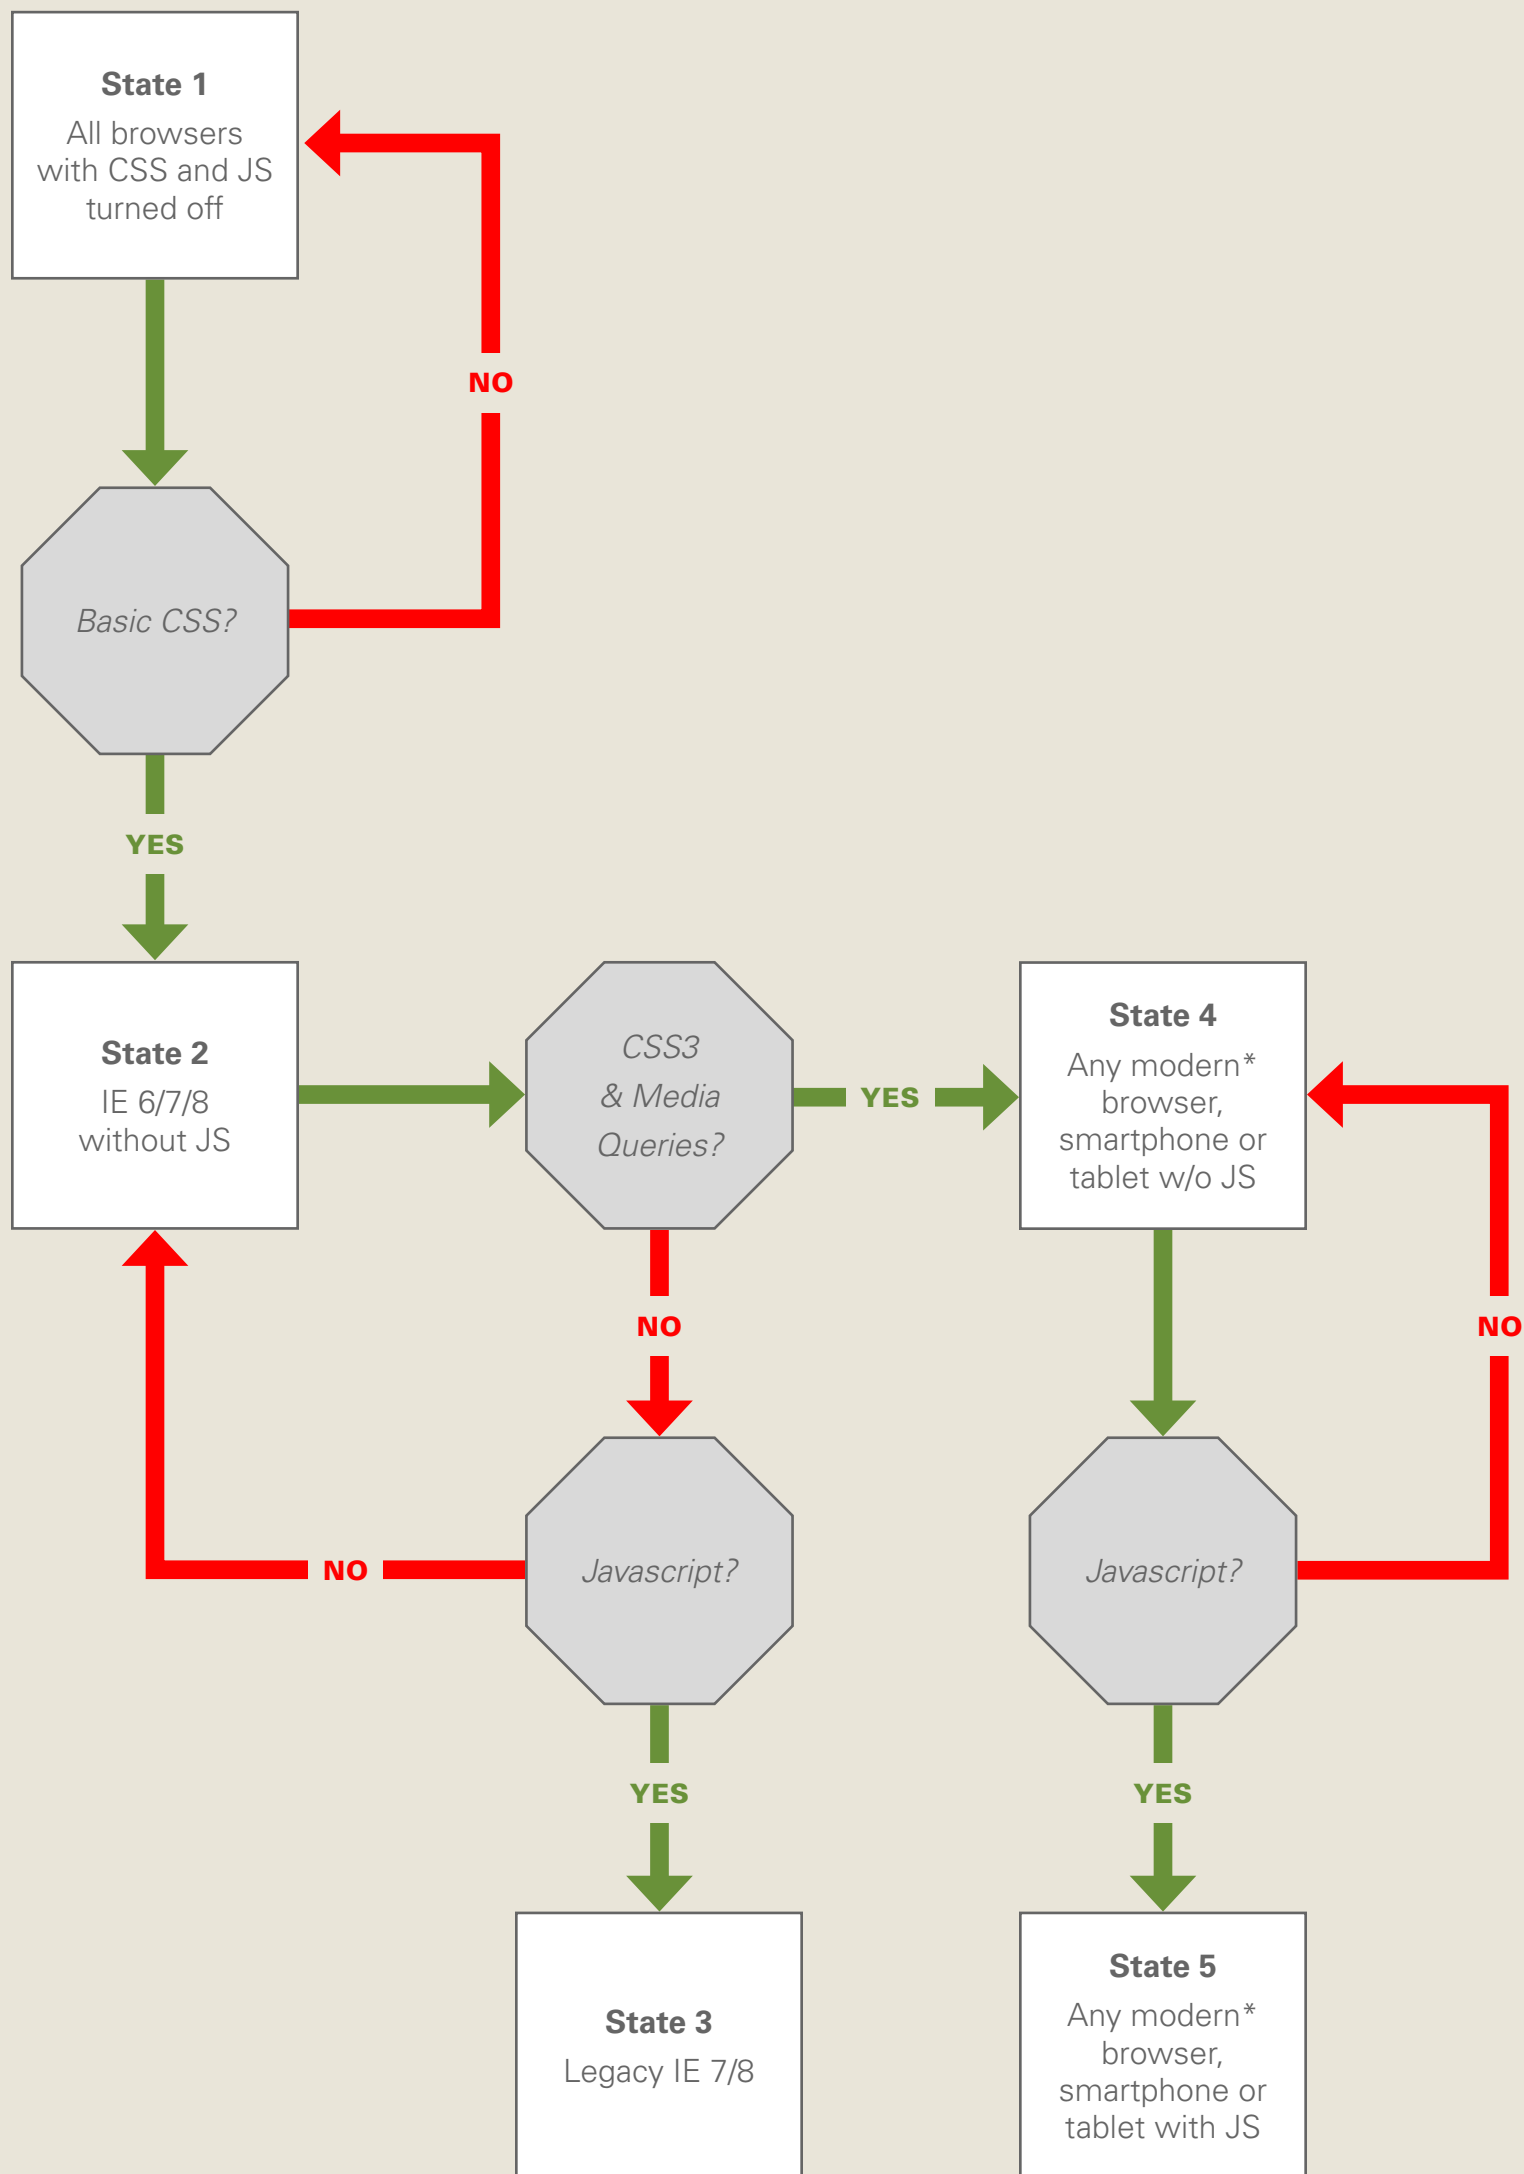 State 1
All browsers
with CSS and JS
turned off
NO
Basic CSS?
YES
State 2
IE 6/7/8
without JS
CSS3
& Media
Queries?
YES
State 4
Any modern*
browser,
smartphone or
tablet w/o JS
NO
NO
NO
Javascript?
Javascript?
YES
YES
State 3
Legacy IE 7/8
State 5
Any modern*
browser,
smartphone or
tablet with JS